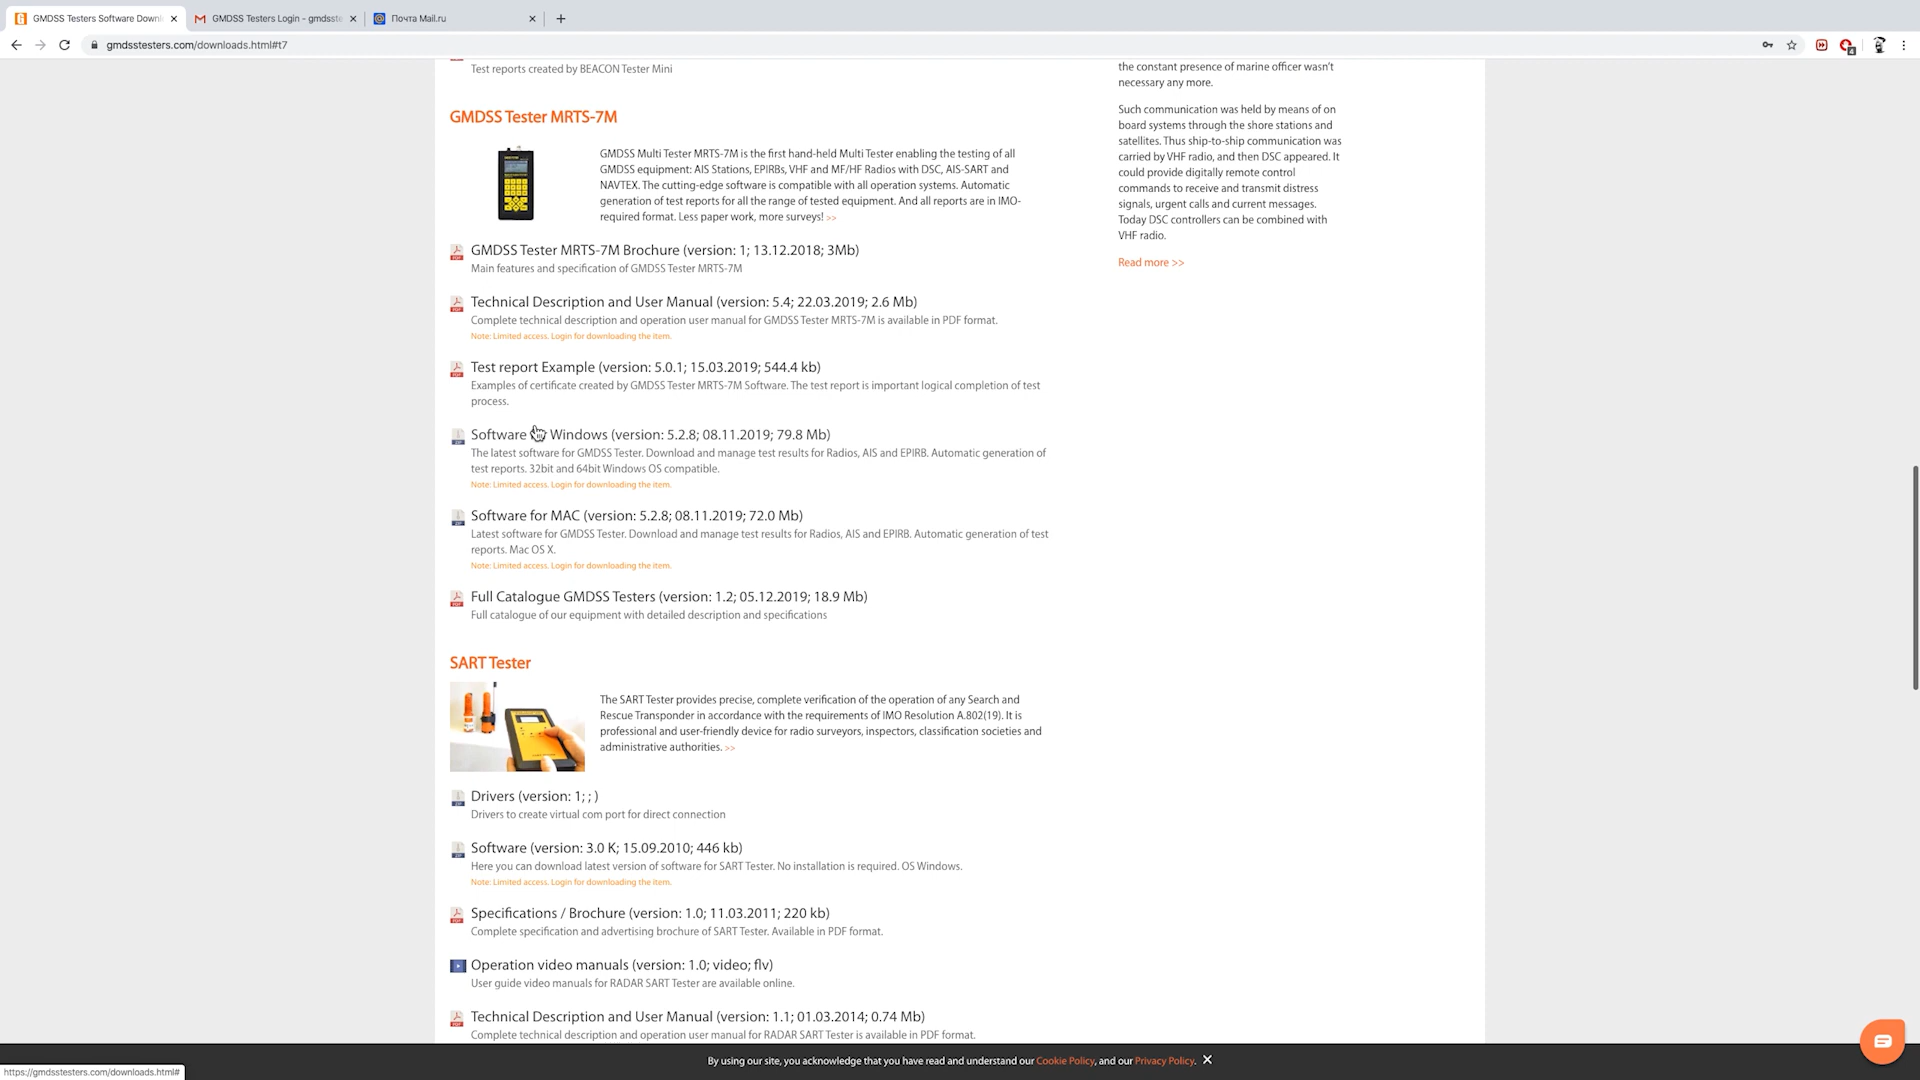 GMDSS Testers Software Downl
GMDSS Testers Login - gmdsste
Почта Mail.ru
gmdsstesters.com/downloads.html#t7
4
Test reports created by BEACON Tester Mini
GMDSS Tester MRTS-7M
GMDSS Multi Tester MRTS-7M is the first hand-held Multi Tester enabling the testing of all
GMDSS equipment: AIS Stations, EPIRBs, VHF and MF/HF Radios with DSC, AIS-SART and
NAVTEX. The cutting-edge software is compatible with all operation systems. Automatic
generation of test reports for all the range of tested equipment. And all reports are in IMO-
required format. Less paper work, more surveys! >>
GMDSS Tester MRTS-7M Brochure (version: 1; 13.12.2018; 3Mb)
Main features and specification of GMDSS Tester MRTS-7M
Technical Description and User Manual (version: 5.4; 22.03.2019; 2.6 Mb)
Complete technical description and operation user manual for GMDSS Tester MRTS-7M is available in PDF format.
Note: Limited access. Login for downloading the item.
Test report Example (version: 5.0.1; 15.03.2019; 544.4 kb)
Examples of certificate created by GMDSS Tester MRTS-7M Software. The test report is important logical completion of test
process.
Software Windows (version: 5.2.8; 08.11.2019; 79.8 Mb)
The latest software for GMDSS Tester. Download and manage test results for Radios, AIS and EPIRB. Automatic generation of
test reports. 32bit and 64bit Windows OS compatible.
Note: Limited access. Login for downloading the item.
Software for MAC (version: 5.2.8; 08.11.2019; 72.0 Mb)
Latest software for GMDSS Tester. Download and manage test results for Radios, AIS and EPIRB. Automatic generation of test
reports. Mac OS X.
Note: Limited access. Login for downloading the item.
Full Catalogue GMDSS Testers (version: 1.2; 05.12.2019; 18.9 Mb)
Full catalogue of our equipment with detailed description and specifications
SART Tester
The SART Tester provides precise, complete verification of the operation of any Search and
Rescue Transponder in accordance with the requirements of IMO Resolution A.802(19). It is
professional and user-friendly device for radio surveyors, inspectors, classification societies and
administrative authorities. >>
Drivers (version: 1; ; )
Drivers to create virtual com port for direct connection
Software (version: 3.0 K; 15.09.2010; 446 kb)
Here you can download latest version of software for SART Tester. No installation is required. OS Windows.
Note: Limited access. Login for downloading the item.
Specifications / Brochure (version: 1.0; 11.03.2011; 220 kb)
Complete specification and advertising brochure of SART Tester. Available in PDF format.
Operation video manuals (version: 1.0; video; flv)
User guide video manuals for RADAR SART Tester are available online.
Technical Description and User Manual (version: 1.1; 01.03.2014; 0.74 Mb)
Complete technical description and operation user manual for RADAR SART Tester is available in PDF format.
the constant presence of marine officer wasn't
necessary any more.
Such communication was held by means of on
board systems through the shore stations and
satellites. Thus ship-to-ship communication was
carried by VHF radio, and then DSC appeared. It
could provide digitally remote control
commands to receive and transmit distress
signals, urgent calls and current messages.
Today DSC controllers can be combined with
VHF radio.
Read more >>
By using our site, you acknowledge that you have read and understand our Cookie Policy, and our Privacy Policy.
https://gmdsstesters.com/downloads.html#